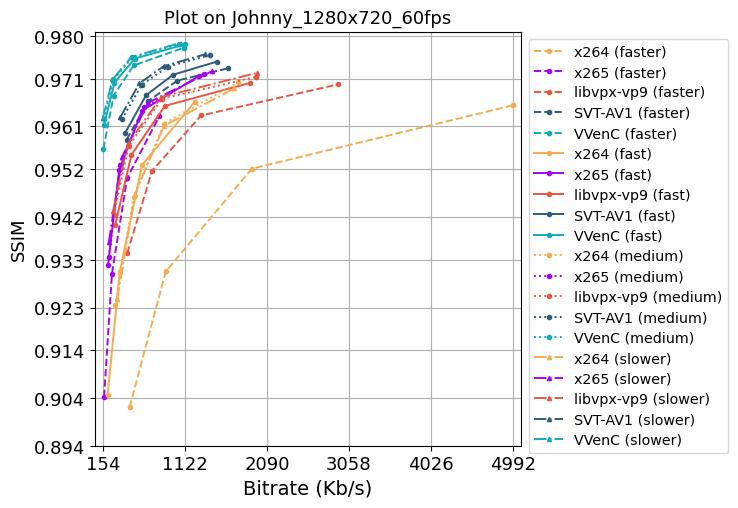 Plot on Johnny_1280x720_60fps
SSIM
0.980
0.971
0.961
0.952
0.942
0.933
0.923
0.914
0.904
0.894
154
1122
2090
3058
4026
4992
Bitrate (Kb/s)
x264 (faster)
x265 (faster)
libvpx-vp9 (faster)
SVT-AV1 (faster)
VVenC (faster)
x264 (fast)
x265 (fast)
libvpx-vp9 (fast)
SVT-AV1 (fast)
VVenC (fast)
x264 (medium)
x265 (medium)
libvpx-vp9 (medium)
SVT-AV1 (medium)
VVenC (medium)
x264 (slower)
x265 (slower)
libvpx-vp9 (slower)
SVT-AV1 (slower)
VVenC (slower)